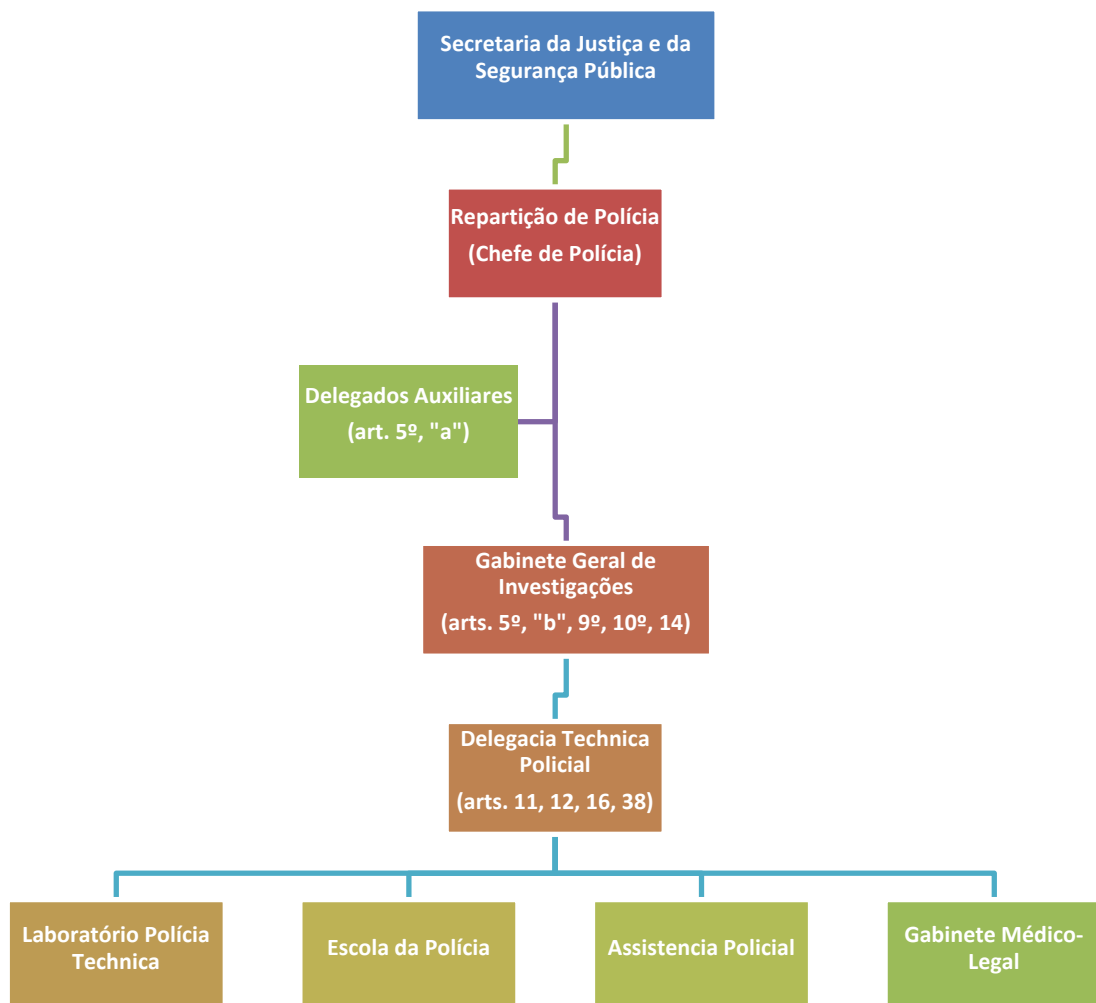 Secretaria da Justiça e da
Segurança Pública
Repartição de Polícia
(Chefe de Polícia)
Delegados Auxiliares
(art. 5º, "a")
Gabinete Geral de
Investigações
(arts. 5º, "b", 9º, 10º, 14)
Delegacia Technica
Policial
(arts. 11, 12, 16, 38)
Laboratório Polícia
Technica
Escola da Polícia
Assistencia Policial
Gabinete Médico-
Legal